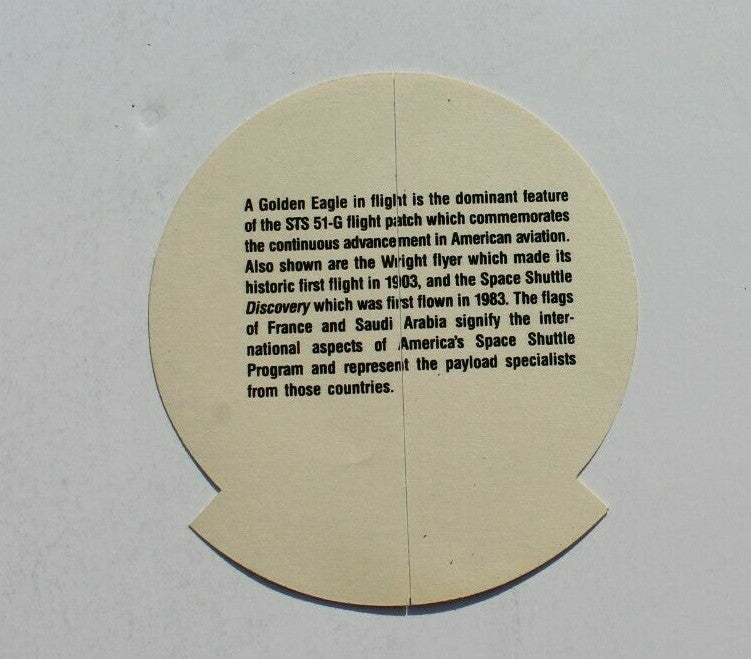 A Golden Eagle in flight is the dominant feature
of the STS 51-G flight patch which commemorates
the continuous advancement in American aviation.
Also shown are the Wright flyer which made its
historic first flight in 1903, and the Space Shuttle
Discovery which was first flown in 1983. The flags
of France and Saudi Arabia signify the inter-
national aspects of America's Space Shuttle
Program and represent the payload specialists
from those countries.